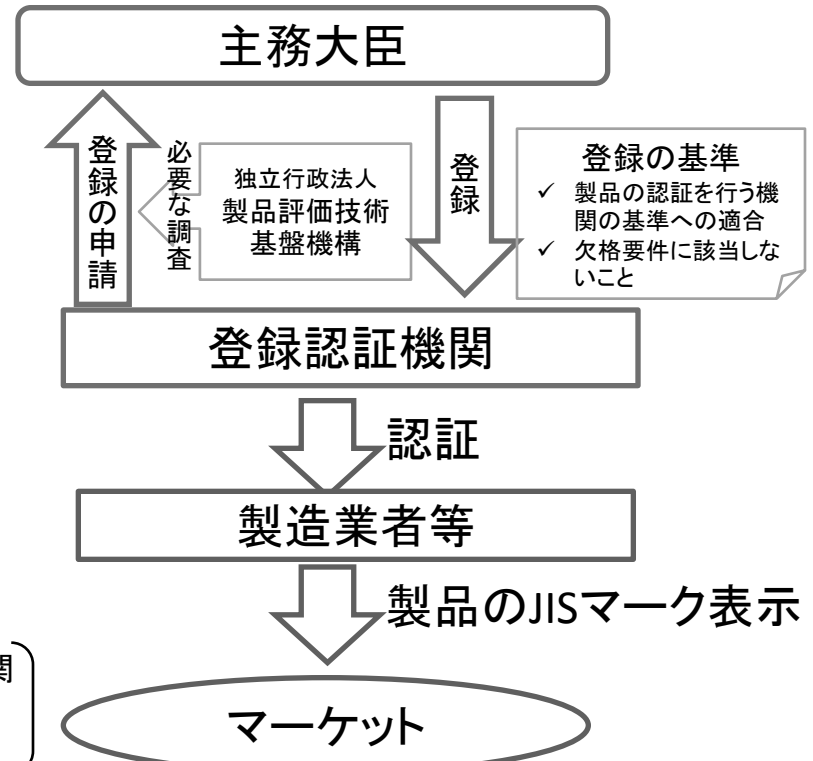 主務大臣
登録の申請
必要な調査
独立行政法人
製品評価技術
基盤機構
登録
登録の基準
✓ 製品の認証を行う機
関の基準への適合
✓ 欠格要件に該当しな
いこと
登録認証機関
認証
製造業者等
製品のJISマーク表示
関
マーケット